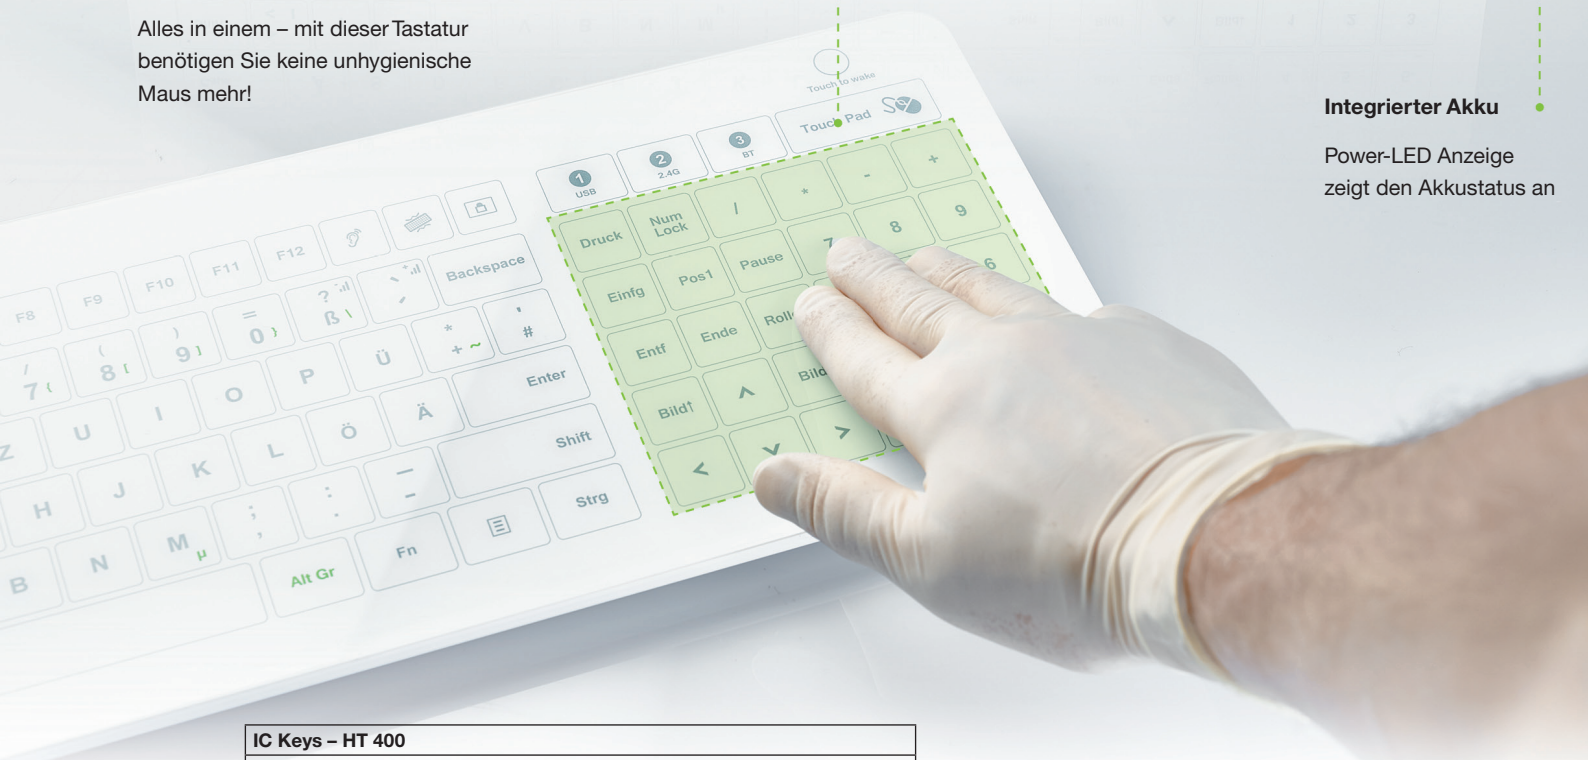 Alles in einem – mit dieser Tastatur
benötigen Sie keine unhygienische
Maus mehr!
Integrierter Akku
Power-LED Anzeige
zeigt den Akkustatus an
Touch to wake
1 USB 2 2.4G 3 BT Touch Pad
Druck Num Lock / * - +
Einfg Pos1 Pause 7 8 9
Entf Ende Roll 6
Bild↑ ^ Bild
< v >
F8 F9 F10 F11 F12
/ 7 { ( 8 [ ) 9 ] = 0 } ? ß \ ` ´ Backspace
Z U I O P Ü * + ~ ' #
H J K L Ö Ä Enter
B N M µ ; , : . _ - Shift
Alt Gr Fn Strg
IC Keys – HT 400